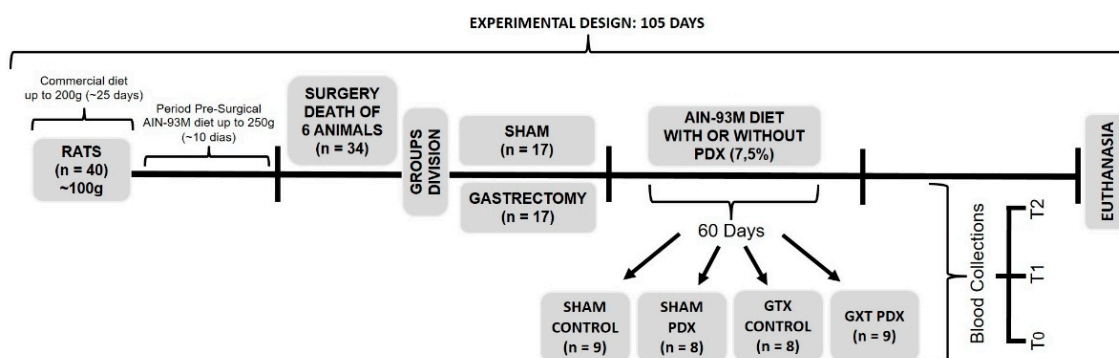 EXPERIMENTAL DESIGN: 105 DAYS
Commercial diet
up to 200g (~25 days)
RATS
(n = 40)
~100g
Period Pre-Surgical
AIN-93M diet up to 250g
(~10 dias)
SURGERY
DEATH OF
6 ANIMALS
(n = 34)
GROUPS
DIVISION
SHAM
(n = 17)
GASTRECTOMY
(n = 17)
AIN-93M DIET
WITH OR WITHOUT
PDX (7,5%)
60 Days
SHAM
CONTROL
(n = 9)
SHAM
PDX
(n = 8)
GTX
CONTROL
(n = 8)
GXT PDX
(n = 9)
Blood Collections
T0
T1
T2
EUTHANASIA